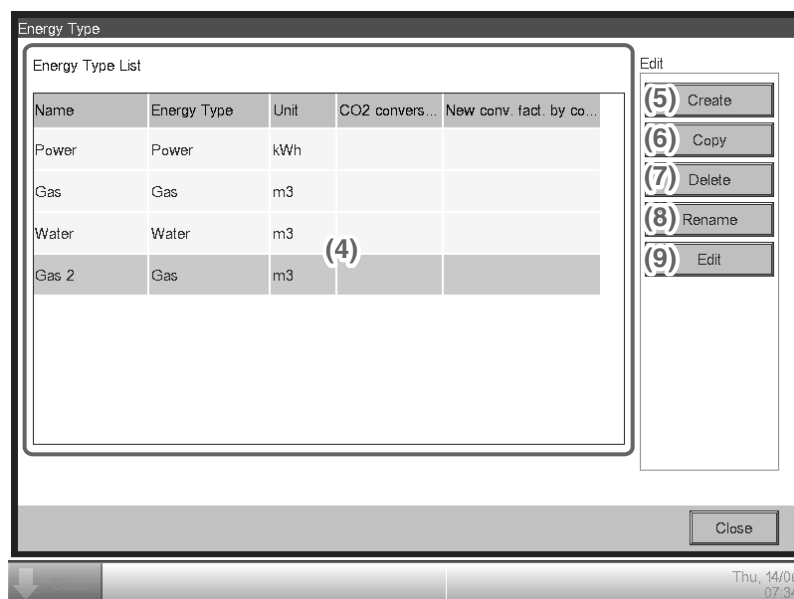 Energy Type
Energy Type List
Name Energy Type Unit CO2 convers... New conv. fact. by co...
Power Power kWh
Gas Gas m3
Water Water m3
(4)
Gas 2 Gas m3
Edit
(5) Create
(6) Copy
(7) Delete
(8) Rename
(9) Edit
Close
Thu, 14/0
07:34